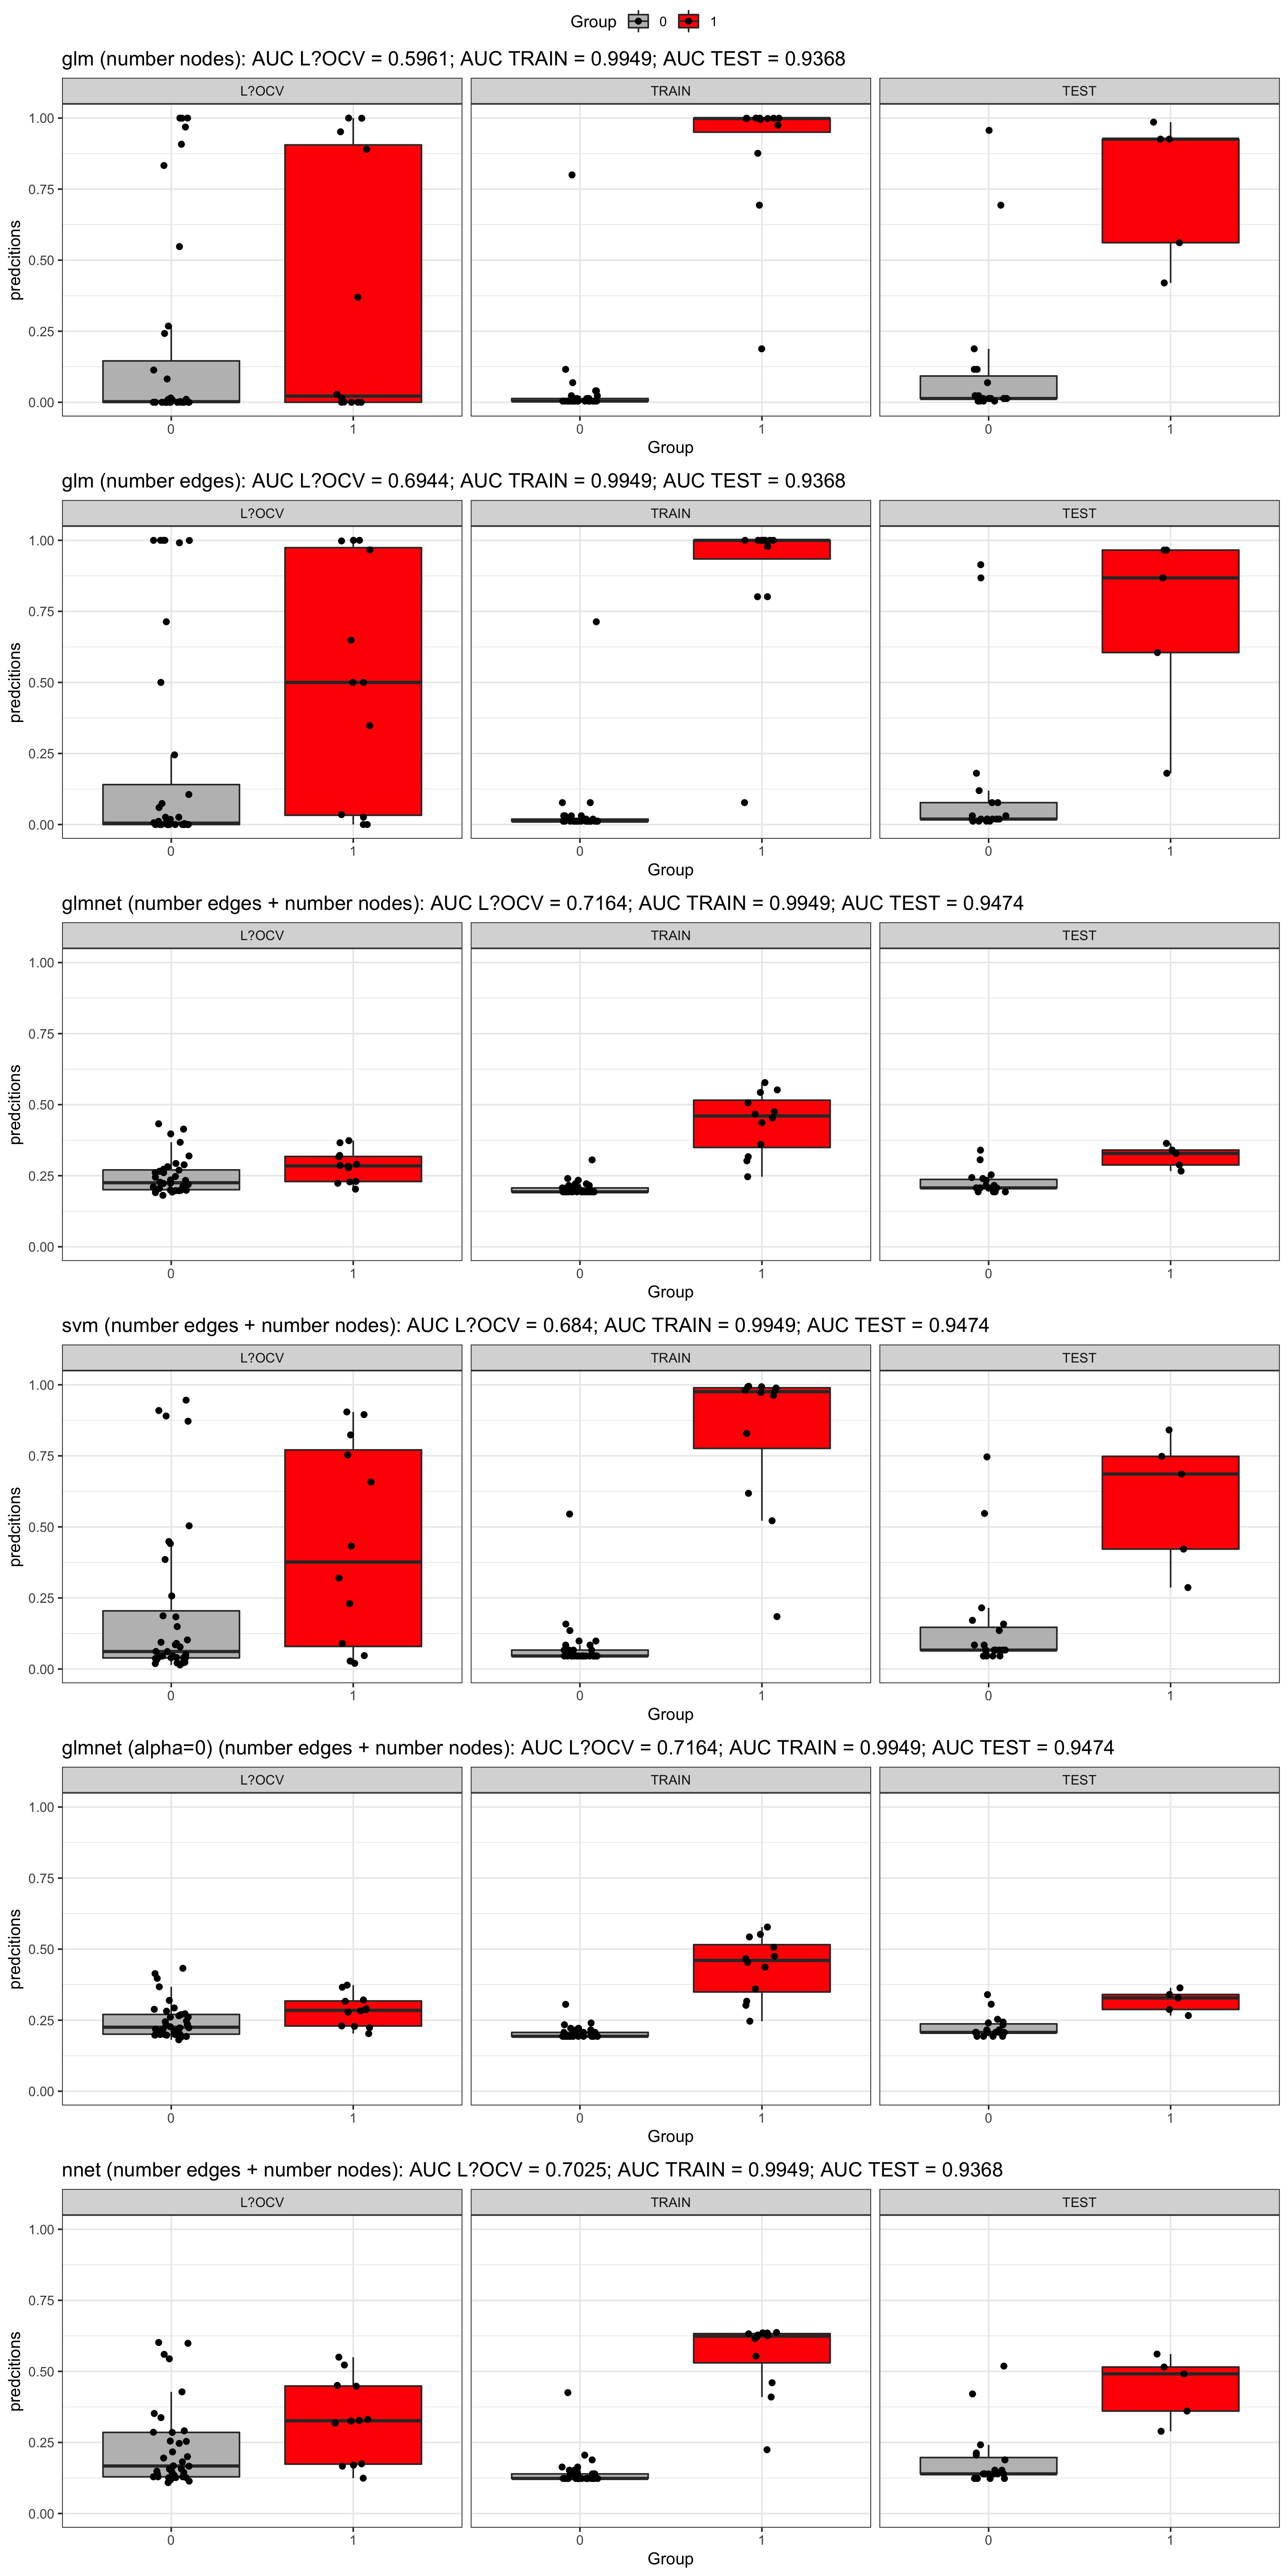 Group 0 1
glm (number nodes): AUC L?OCV = 0.5961; AUC TRAIN = 0.9949; AUC TEST = 0.9368
L?OCV TRAIN TEST
1.00
0.75
0.50
0.25
0.00
predcitions
0 1 0 1 0 1
Group
glm (number edges): AUC L?OCV = 0.6944; AUC TRAIN = 0.9949; AUC TEST = 0.9368
L?OCV TRAIN TEST
1.00
0.75
0.50
0.25
0.00
predcitions
0 1 0 1 0 1
Group
glmnet (number edges + number nodes): AUC L?OCV = 0.7164; AUC TRAIN = 0.9949; AUC TEST = 0.9474
L?OCV TRAIN TEST
1.00
0.75
0.50
0.25
0.00
predcitions
0 1 0 1 0 1
Group
svm (number edges + number nodes): AUC L?OCV = 0.684; AUC TRAIN = 0.9949; AUC TEST = 0.9474
L?OCV TRAIN TEST
1.00
0.75
0.50
0.25
0.00
predcitions
0 1 0 1 0 1
Group
glmnet (alpha=0) (number edges + number nodes): AUC L?OCV = 0.7164; AUC TRAIN = 0.9949; AUC TEST = 0.9474
L?OCV TRAIN TEST
1.00
0.75
0.50
0.25
0.00
predcitions
0 1 0 1 0 1
Group
nnet (number edges + number nodes): AUC L?OCV = 0.7025; AUC TRAIN = 0.9949; AUC TEST = 0.9368
L?OCV TRAIN TEST
1.00
0.75
0.50
0.25
0.00
predcitions
0 1 0 1 0 1
Group